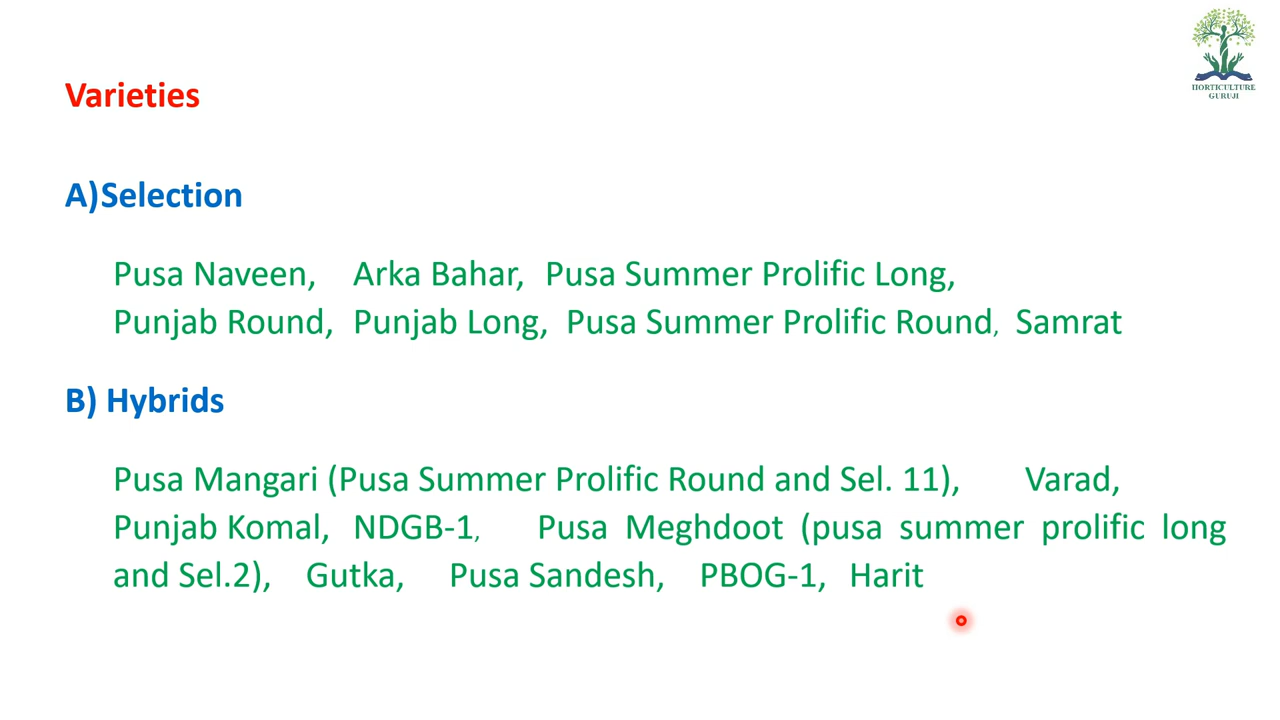 HORTICULTURE
GURUJI
Varieties
A)Selection
Pusa Naveen, Arka Bahar, Pusa Summer Prolific Long,
Punjab Round, Punjab Long, Pusa Summer Prolific Round, Samrat
B) Hybrids
Pusa Mangari (Pusa Summer Prolific Round and Sel. 11), Varad,
Punjab Komal, NDGB-1, Pusa Meghdoot (pusa summer prolific long
and Sel.2), Gutka, Pusa Sandesh, PBOG-1, Harit